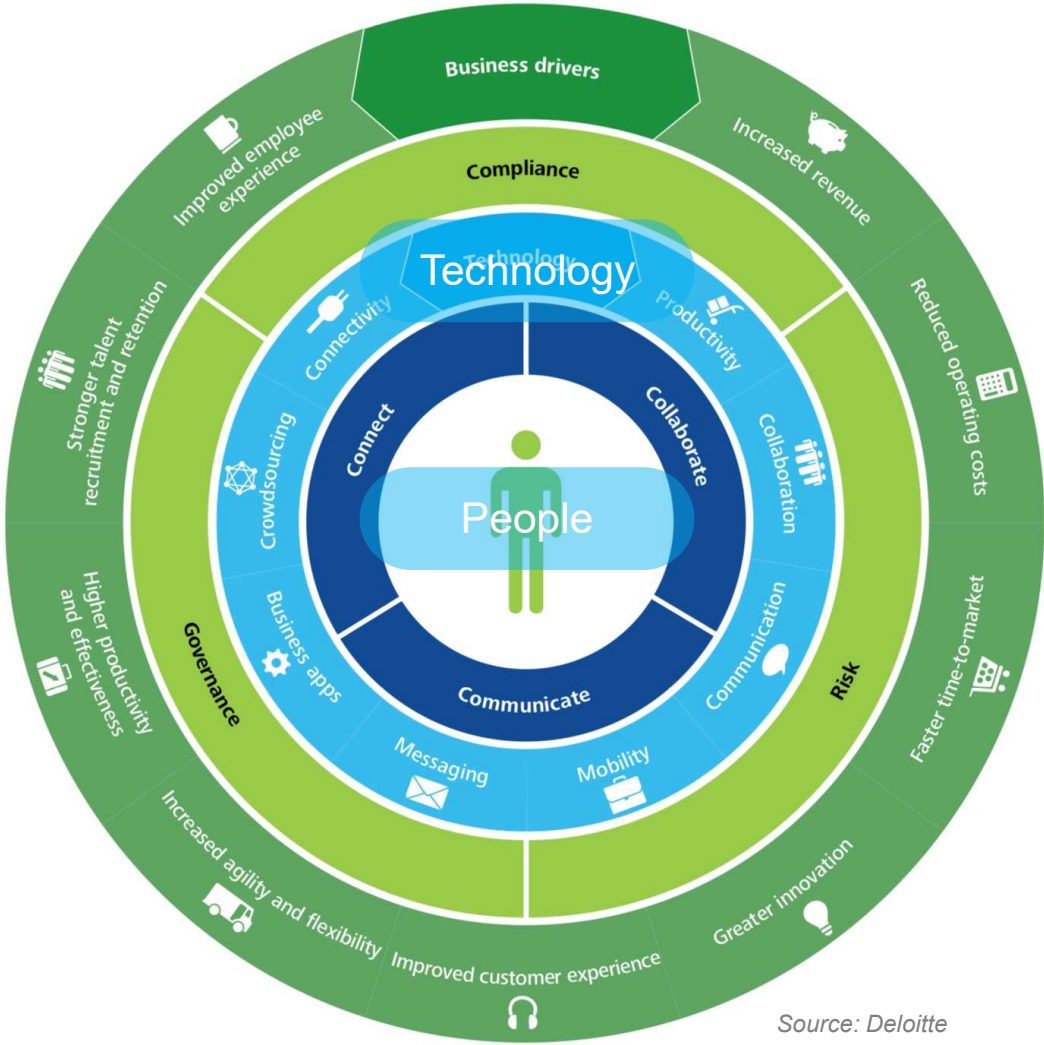 Business drivers
Increased revenue
Reduced operating costs
Faster time-to-market
Greater innovation
Improved customer experience
Increased agility and flexibility
Higher productivity
and effectiveness
Stronger talent
recruitment and retention
Improved employee
experience
Compliance
Risk
Governance
Technology
Technology
Productivity
Collaboration
Communication
Mobility
Messaging
Business apps
Crowdsourcing
Connectivity
Connect
Collaborate
Communicate
People
Source: Deloitte